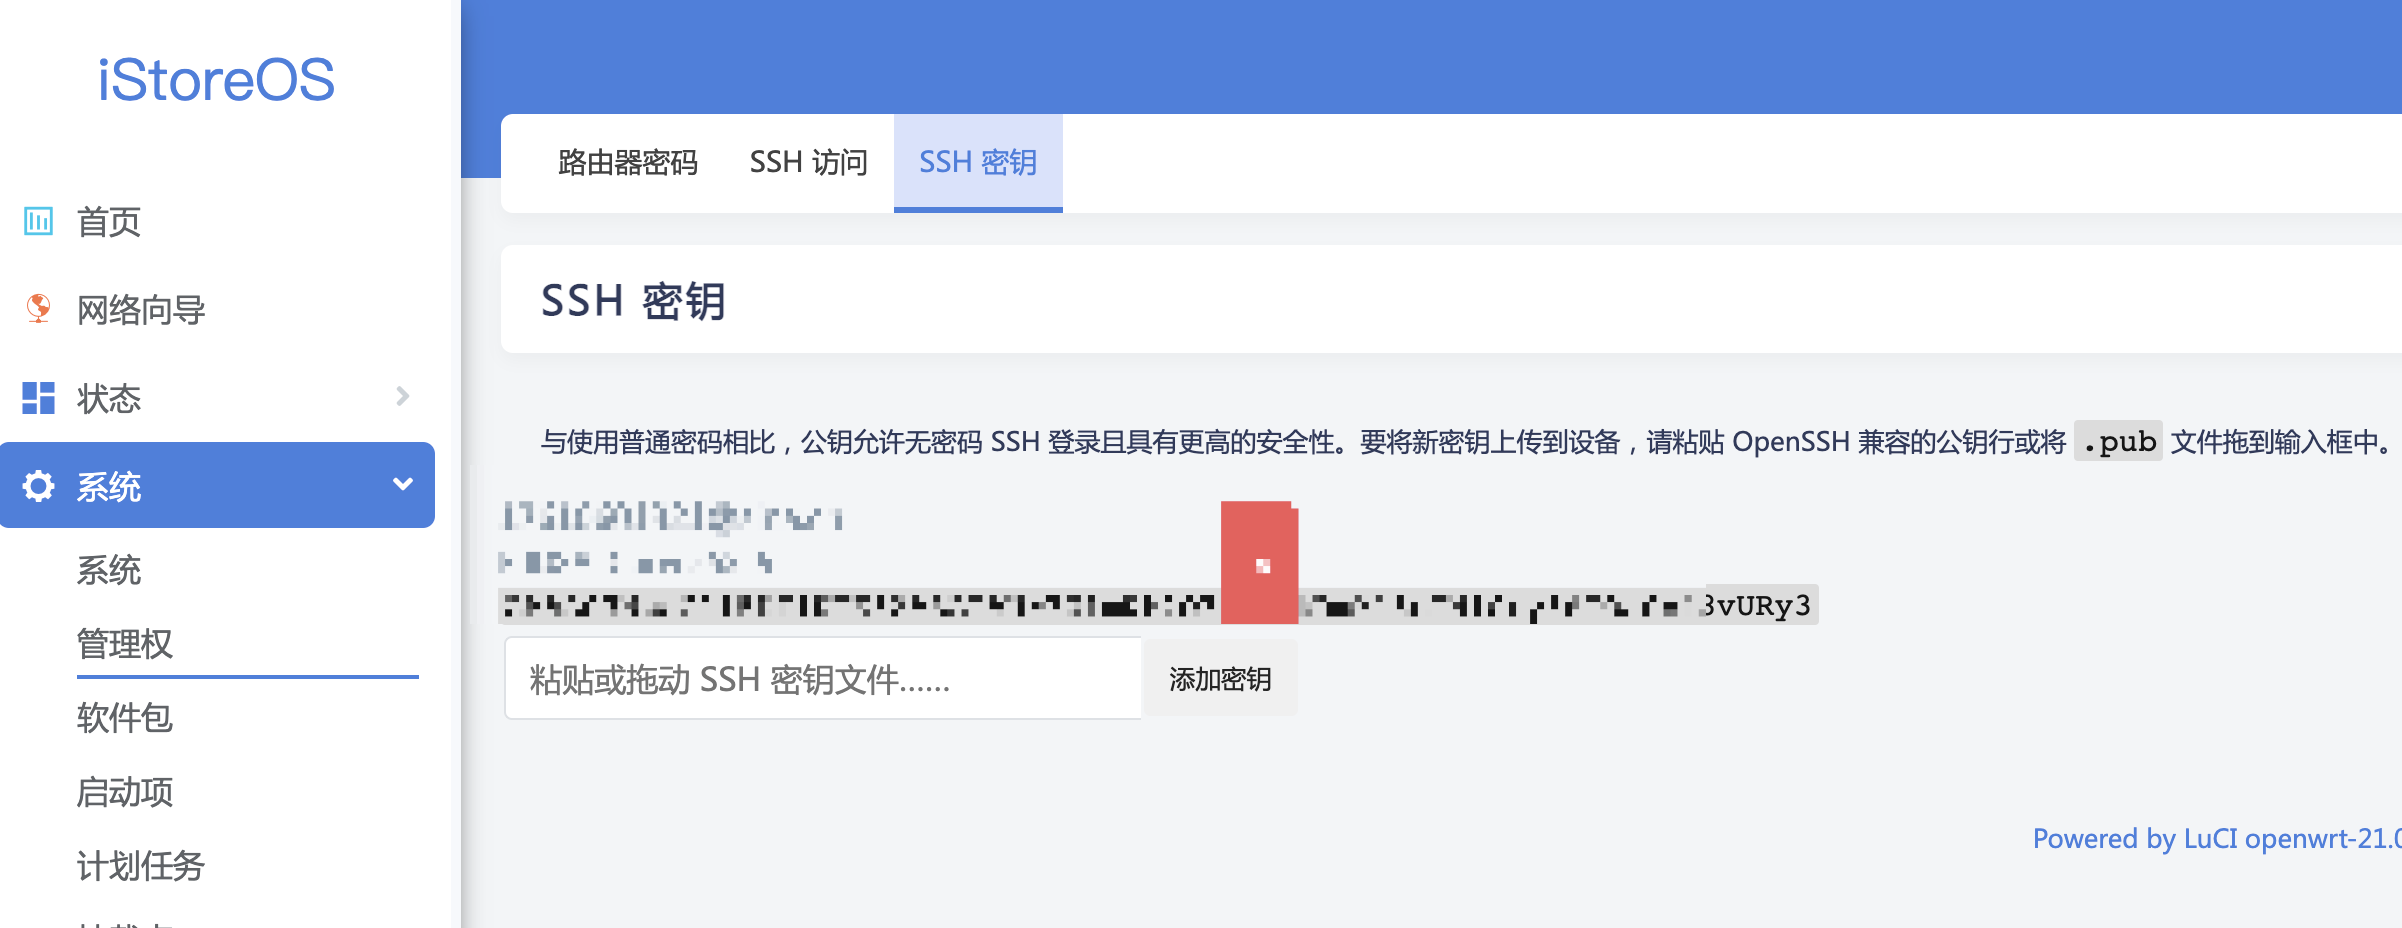 iStoreOS
首页
网络向导
状态
系统
系统
管理权
软件包
启动项
计划任务
路由器密码 SSH 访问 SSH 密钥
SSH 密钥
与使用普通密码相比，公钥允许无密码 SSH 登录且具有更高的安全性。要将新密钥上传到设备，请粘贴 OpenSSH 兼容的公钥行或将 .pub 文件拖到输入框中。
vURy3
粘贴或拖动 SSH 密钥文件…… 添加密钥
Powered by LuCI openwrt-21.0